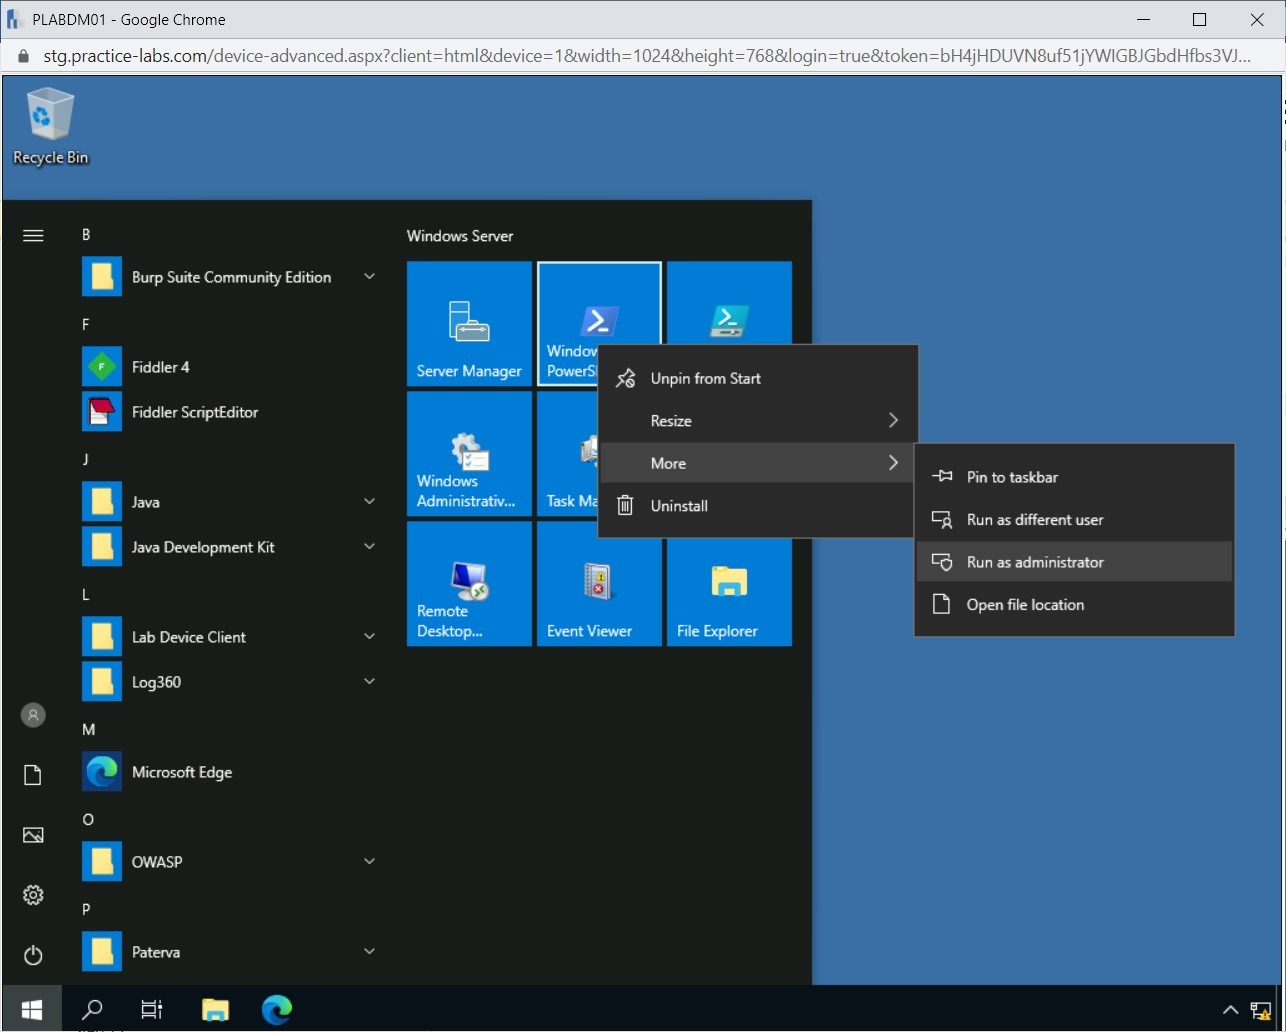 PLABDM01 - Google Chrome
stg.practice-labs.com/device-advanced.aspx?client=html&device=1&width=1024&height=768&login=true&token=bH4jHDUVN8uf51jYWIGBJGbdHfbs3VJ...
Recycle Bin
B
Burp Suite Community Edition
F
Fiddler 4
Fiddler ScriptEditor
J
Java
Java Development Kit
L
Lab Device Client
Log360
M
Microsoft Edge
O
OWASP
P
Paterva
Windows Server
Server Manager
Window
PowerSh
Windows
Administrativ...
Task Ma
Remote
Desktop...
Event Viewer
File Explorer
Unpin from Start
Resize
More
Uninstall
Pin to taskbar
Run as different user
Run as administrator
Open file location